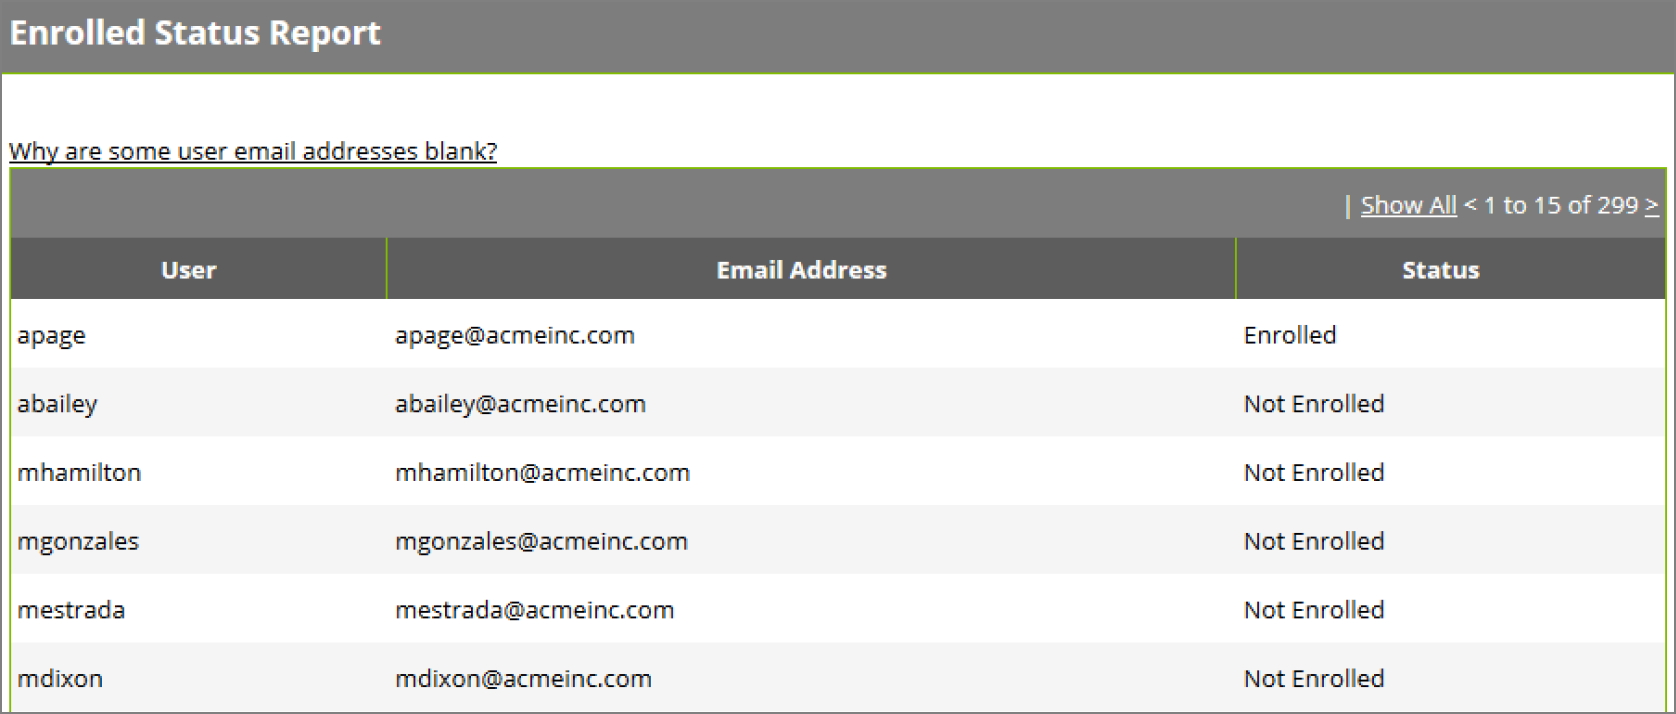 Enrolled Status Report
Why are some user email addresses blank?
| Show All < 1 to 15 of 299 >
User Email Address Status
apage apage@acmeinc.com Enrolled
abailey abailey@acmeinc.com Not Enrolled
mhamilton mhamilton@acmeinc.com Not Enrolled
mgonzales mgonzales@acmeinc.com Not Enrolled
mestrada mestrada@acmeinc.com Not Enrolled
mdixon mdixon@acmeinc.com Not Enrolled